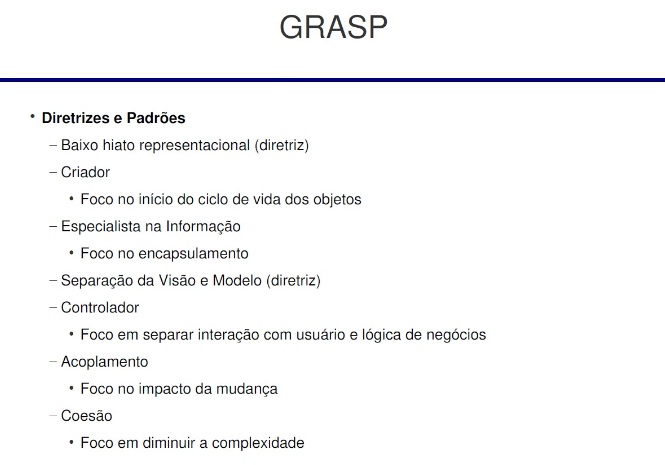 GRASP
• Diretrizes e Padrões
– Baixo hiato representacional (diretriz)
– Criador
• Foco no início do ciclo de vida dos objetos
– Especialista na Informação
• Foco no encapsulamento
– Separação da Visão e Modelo (diretriz)
– Controlador
• Foco em separar interação com usuário e lógica de negócios
– Acoplamento
• Foco no impacto da mudança
– Coesão
• Foco em diminuir a complexidade